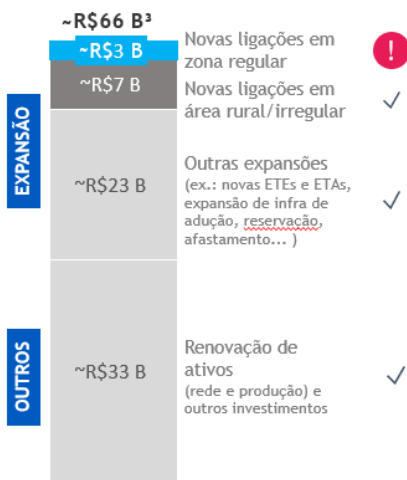 ~R$66 B³
~R$3 B
Novas ligações em
zona regular
!
~R$7 B
Novas ligações em
área rural/irregular
EXPANSÃO
~R$23 B
Outras expansões
(ex.: novas ETEs e ETAs,
expansão de infra de
adução, reservação,
afastamento... )
OUTROS
~R$33 B
Renovação de
ativos
(rede e produção) e
outros investimentos